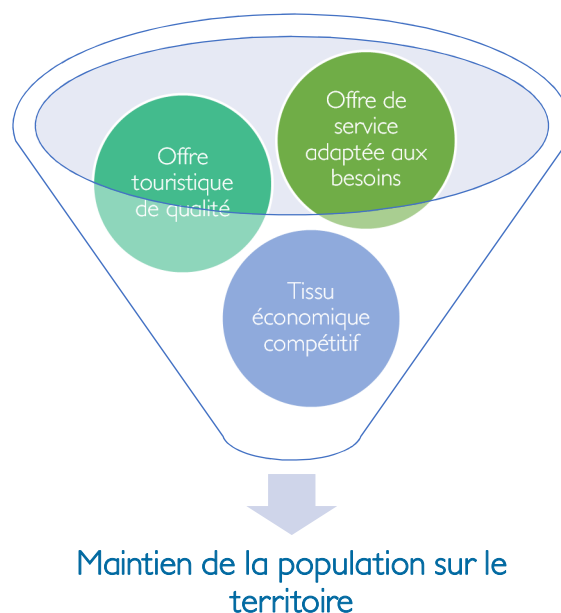 Offre de
service
adaptée aux
besoins
Offre
touristique
de qualité
Tissu
économique
compétitif
Maintien de la population sur le
territoire